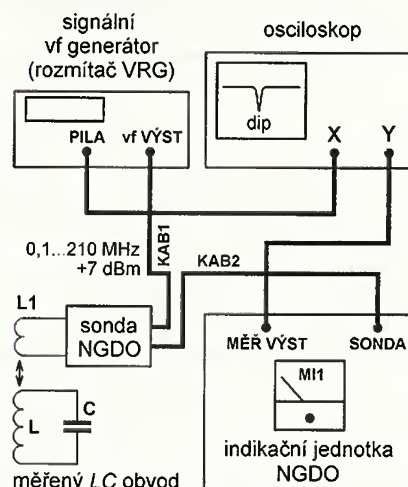 signální
vf generátor
(rozmítač VRG)
osciloskop
dip
PILA
vf VÝST
X
Y
0,1...210 MHz
+7 dBm
KAB1
KAB2
L1
sonda
NGDO
MĚŘ VÝST
SONDA
MI1
L
C
indikační jednotka
NGDO
měřený LC obvod